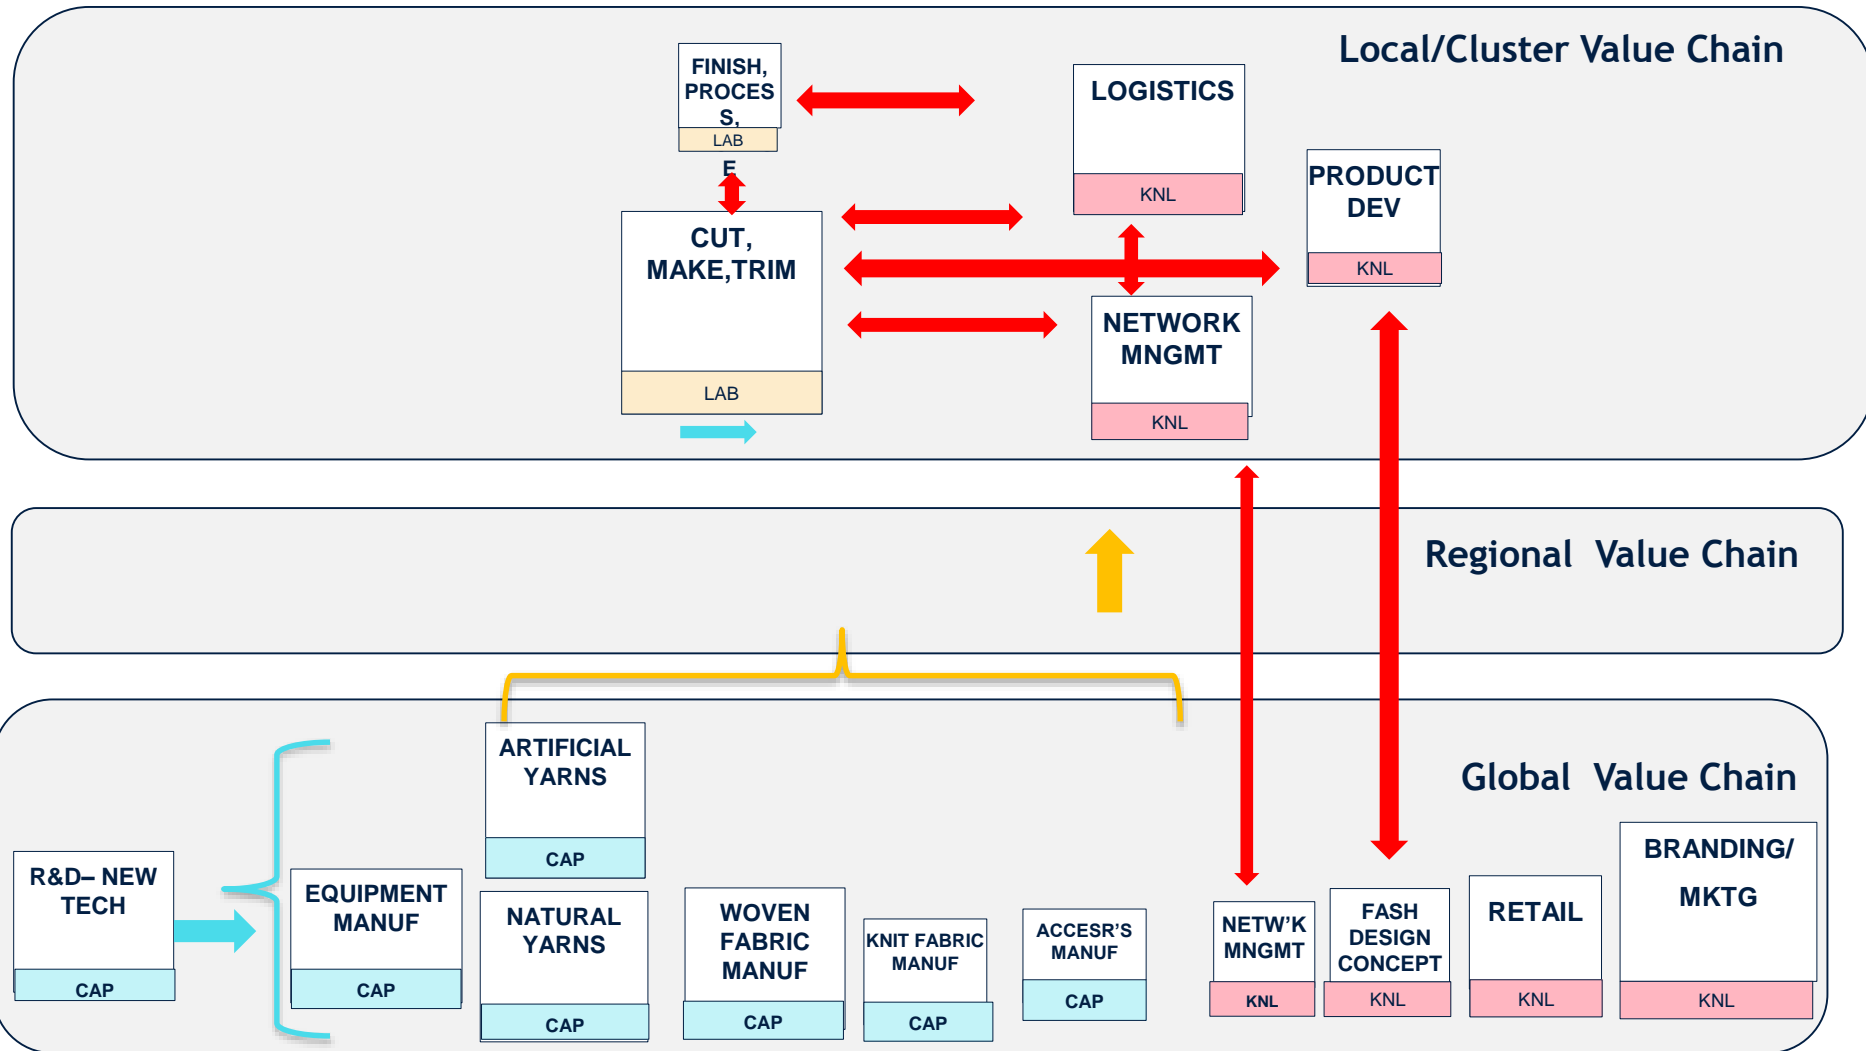 Local/Cluster Value Chain
FINISH,
PROCES
S,
LAB
E
LOGISTICS
KNL
PRODUCT
DEV
KNL
CUT,
MAKE,TRIM
LAB
NETWORK
MNGMT
KNL
Regional  Value Chain
Global  Value Chain
ARTIFICIAL
YARNS
CAP
R&D– NEW
TECH
CAP
EQUIPMENT
MANUF
CAP
NATURAL
YARNS
CAP
WOVEN
FABRIC
MANUF
CAP
KNIT FABRIC
MANUF
CAP
ACCESR'S
MANUF
CAP
NETW'K
MNGMT
KNL
FASH
DESIGN
CONCEPT
KNL
RETAIL
KNL
BRANDING/
MKTG
KNL